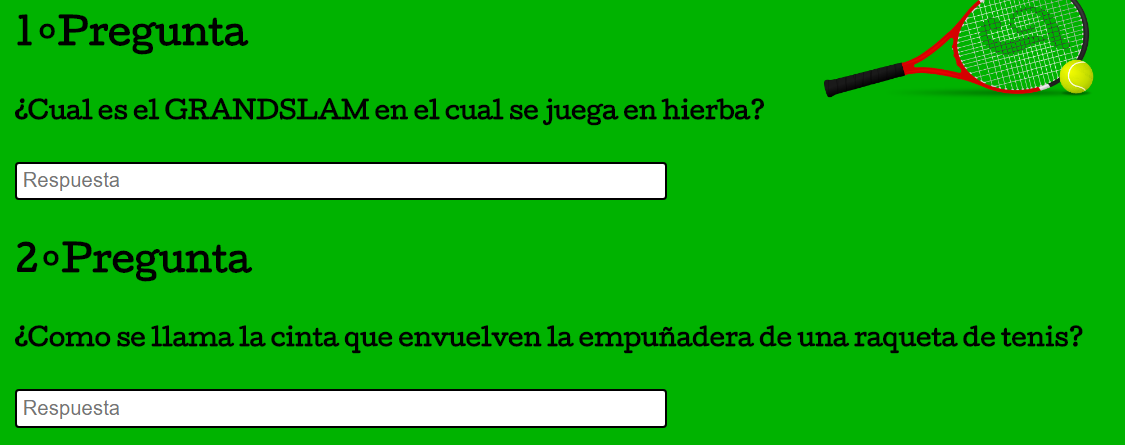 1ºPregunta
¿Cual es el GRANDSLAM en el cual se juega en hierba?
Respuesta
2ºPregunta
¿Como se llama la cinta que envuelven la empuñadera de una raqueta de tenis?
Respuesta